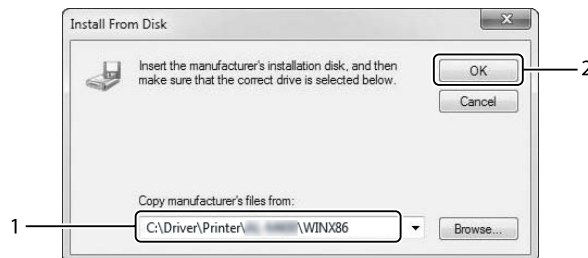 Install From Disk
Insert the manufacturer's installation disk, and then
make sure that the correct drive is selected below.
OK
2
Cancel
Copy manufacturer's files from:
1
C:\Driver\Printer\ \WINX86
Browse...